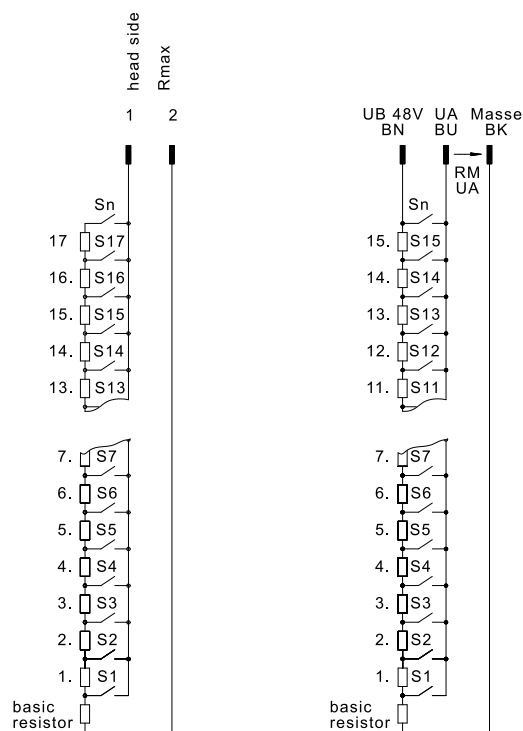 head side
Rmax
1 2
Sn
17 S17
16. S16
15. S15
14. S14
13. S13
7. S7
6. S6
5. S5
4. S4
3. S3
2. S2
1. S1
basic
resistor
UB 48V UA Masse
BN BU BK
RM
UA
Sn
15. S15
14. S14
13. S13
12. S12
11. S11
7. S7
6. S6
5. S5
4. S4
3. S3
2. S2
1. S1
basic
resistor